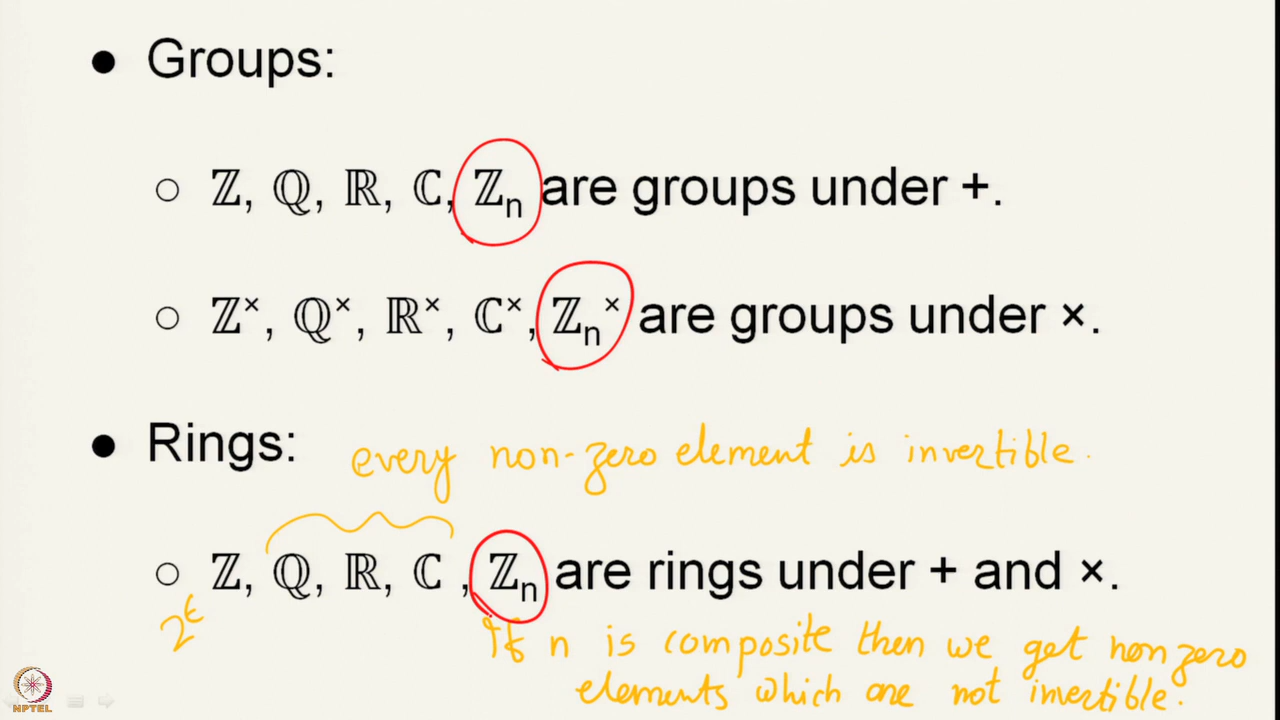 ● Groups:
○ ℤ, ℚ, ℝ, ℂ, ℤₙ are groups under +.
○ ℤ×, ℚ×, ℝ×, ℂ×, ℤₙ× are groups under ×.
● Rings: every non-zero element is invertible.
○ ℤ, ℚ, ℝ, ℂ , ℤₙ are rings under + and ×.
2 ∈ If n is composite then we get non zero
elements which are not invertible.
NPTEL